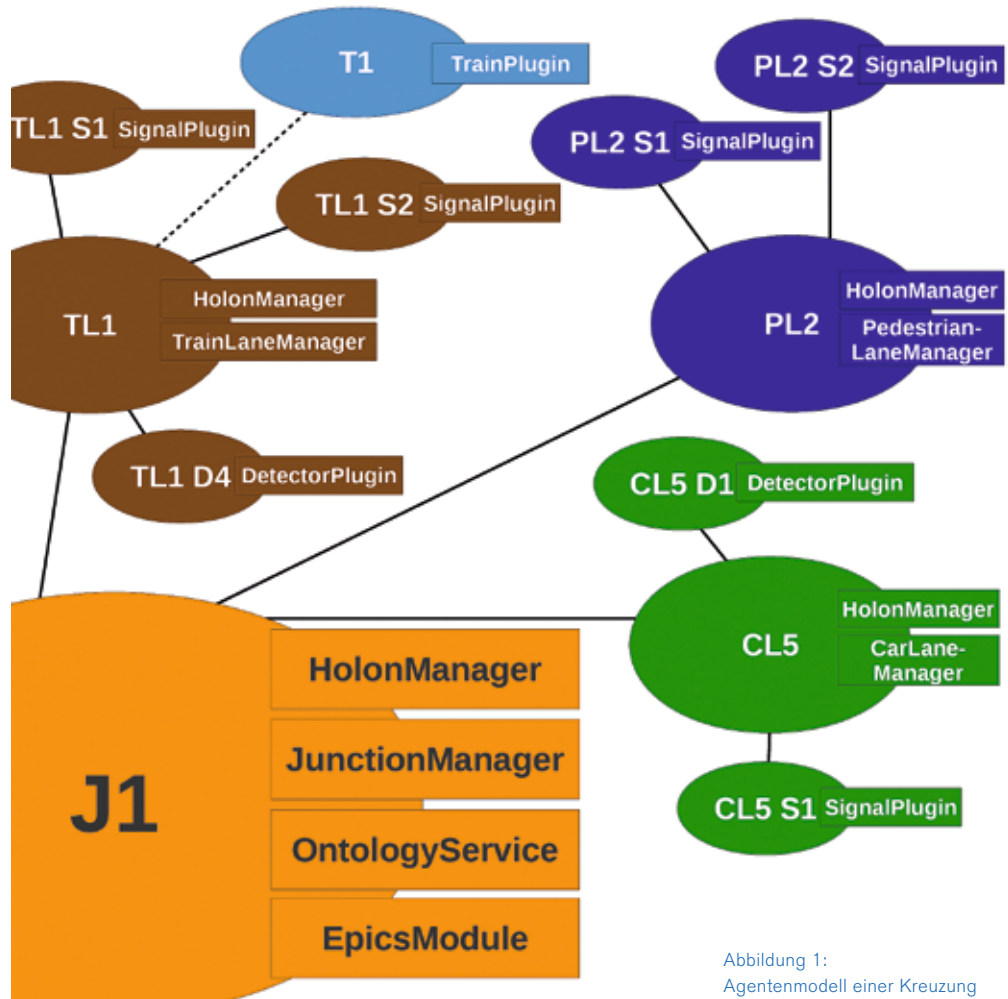 T1
TrainPlugin
PL2 S2
SignalPlugin
TL1 S1
SignalPlugin
PL2 S1
SignalPlugin
TL1 S2
SignalPlugin
TL1
HolonManager
TrainLaneManager
PL2
HolonManager
Pedestrian-
LaneManager
TL1 D4
DetectorPlugin
CL5 D1
DetectorPlugin
CL5
HolonManager
CarLane-
Manager
J1
HolonManager
JunctionManager
OntologyService
EpicsModule
CL5 S1
SignalPlugin
Abbildung 1:
Agentenmodell einer Kreuzung